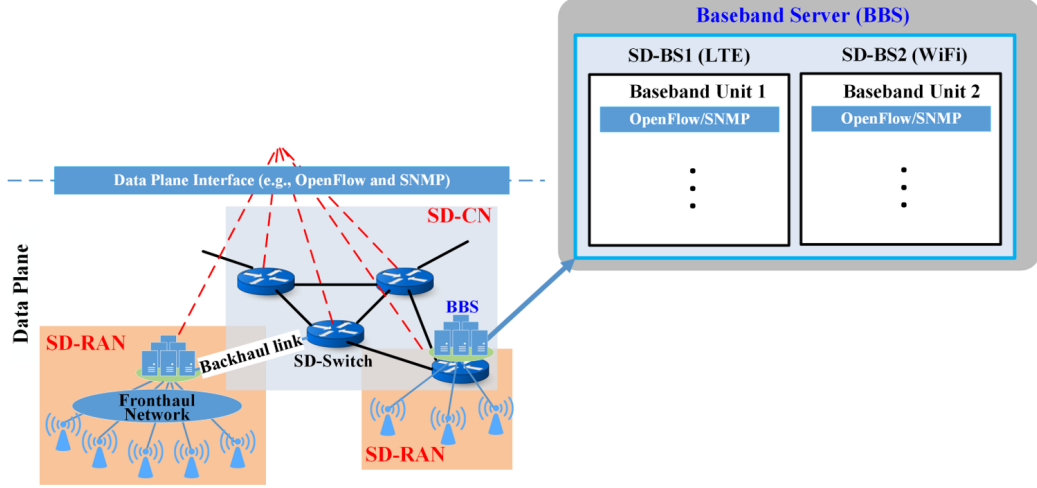 Baseband Server (BBS)
SD-BS1 (LTE)
SD-BS2 (WiFi)
Baseband Unit 1
Baseband Unit 2
OpenFlow/SNMP
OpenFlow/SNMP
Data Plane Interface (e.g., OpenFlow and SNMP)
SD-CN
Data Plane
BBS
SD-RAN
Backhaul link
SD-Switch
Fronthaul
Network
SD-RAN